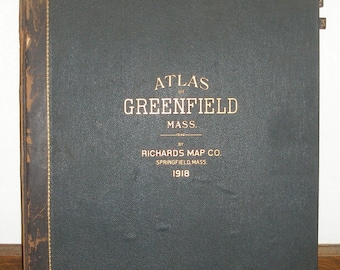 ATLAS
OF
GREENFIELD
MASS.
BY
RICHARDS MAP CO.
SPRINGFIELD, MASS.
1918